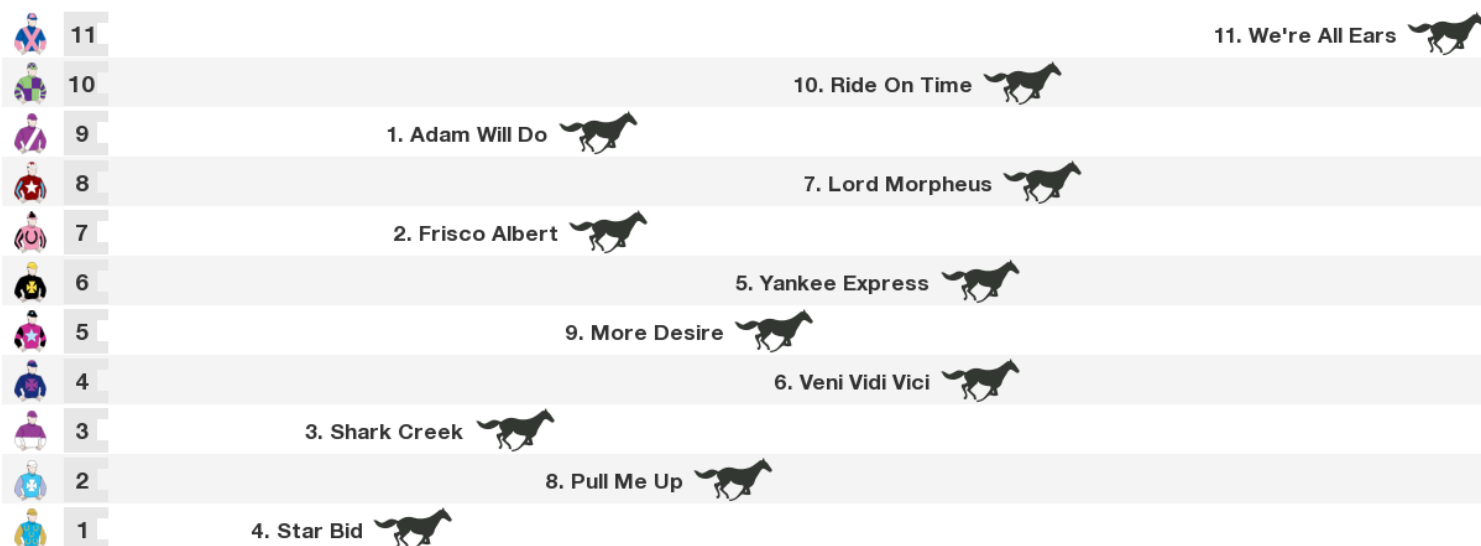 11 11. We're All Ears
10 10. Ride On Time
9 1. Adam Will Do
8 7. Lord Morpheus
7 2. Frisco Albert
6 5. Yankee Express
5 9. More Desire
4 6. Veni Vidi Vici
3 3. Shark Creek
2 8. Pull Me Up
1 4. Star Bid